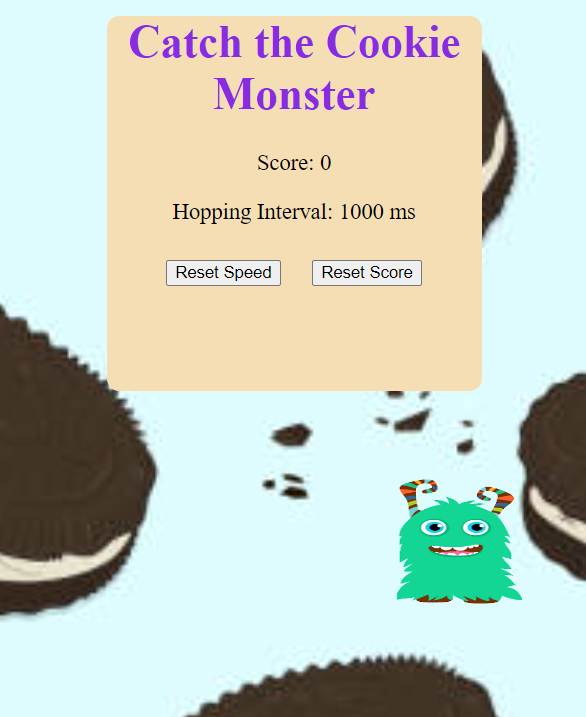 Catch the Cookie
Monster
Score: 0
Hopping Interval: 1000 ms
Reset Speed
Reset Score